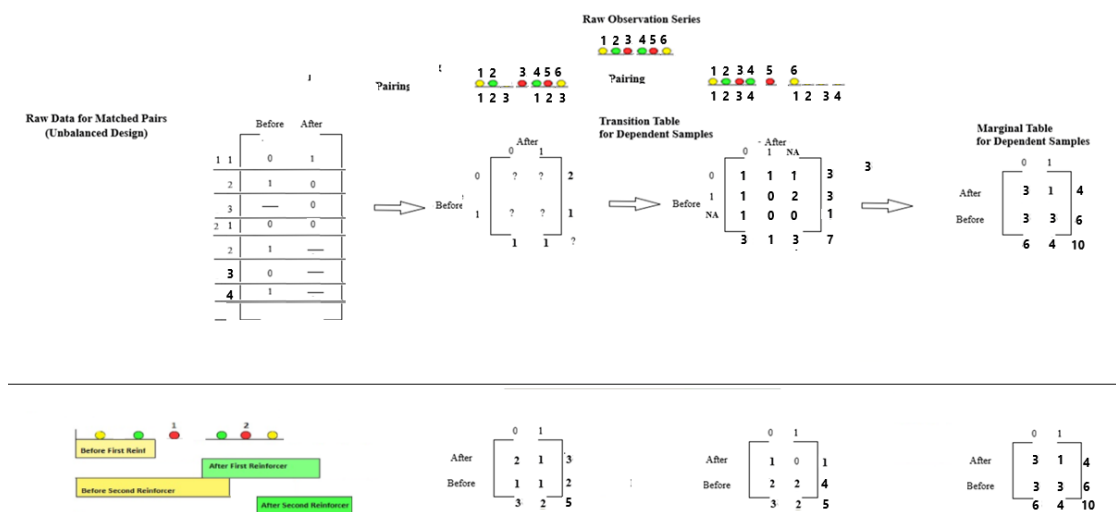 Raw Observation Series
1 2 3 4 5 6
1 2 3 4 5 6
?airing
1 2 3 1 2 3
?airing
1 2 3 4 5 6
1 2 3 4 1 2 3 4
Raw Data for Matched Pairs
(Unbalanced Design)
Before After
1 1 0 1
2 1 0
3 — 0
2 1 0 0
2 1 —
3 0 —
4 1 —
After
0 1
0 ? ? 2
Before
1 ? ? 1
1 1 ?
Transition Table
for Dependent Samples
After
0 1 NA
0 1 1 1 3
3
Before
1 1 0 2 3
NA 1 0 0 1
3 1 3 7
Marginal Table
for Dependent Samples
0 1
After 3 1 4
Before 3 3 6
6 4 10
1 2
Before First Reinf
After First Reinforcer
Before Second Reinforcer
After Second Reinforcer
0 1
After 2 1 3
Before 1 1 2
3 2 5
0 1
After 1 0 1
Before 2 2 4
3 2 5
0 1
After 3 1 4
Before 3 3 6
6 4 10